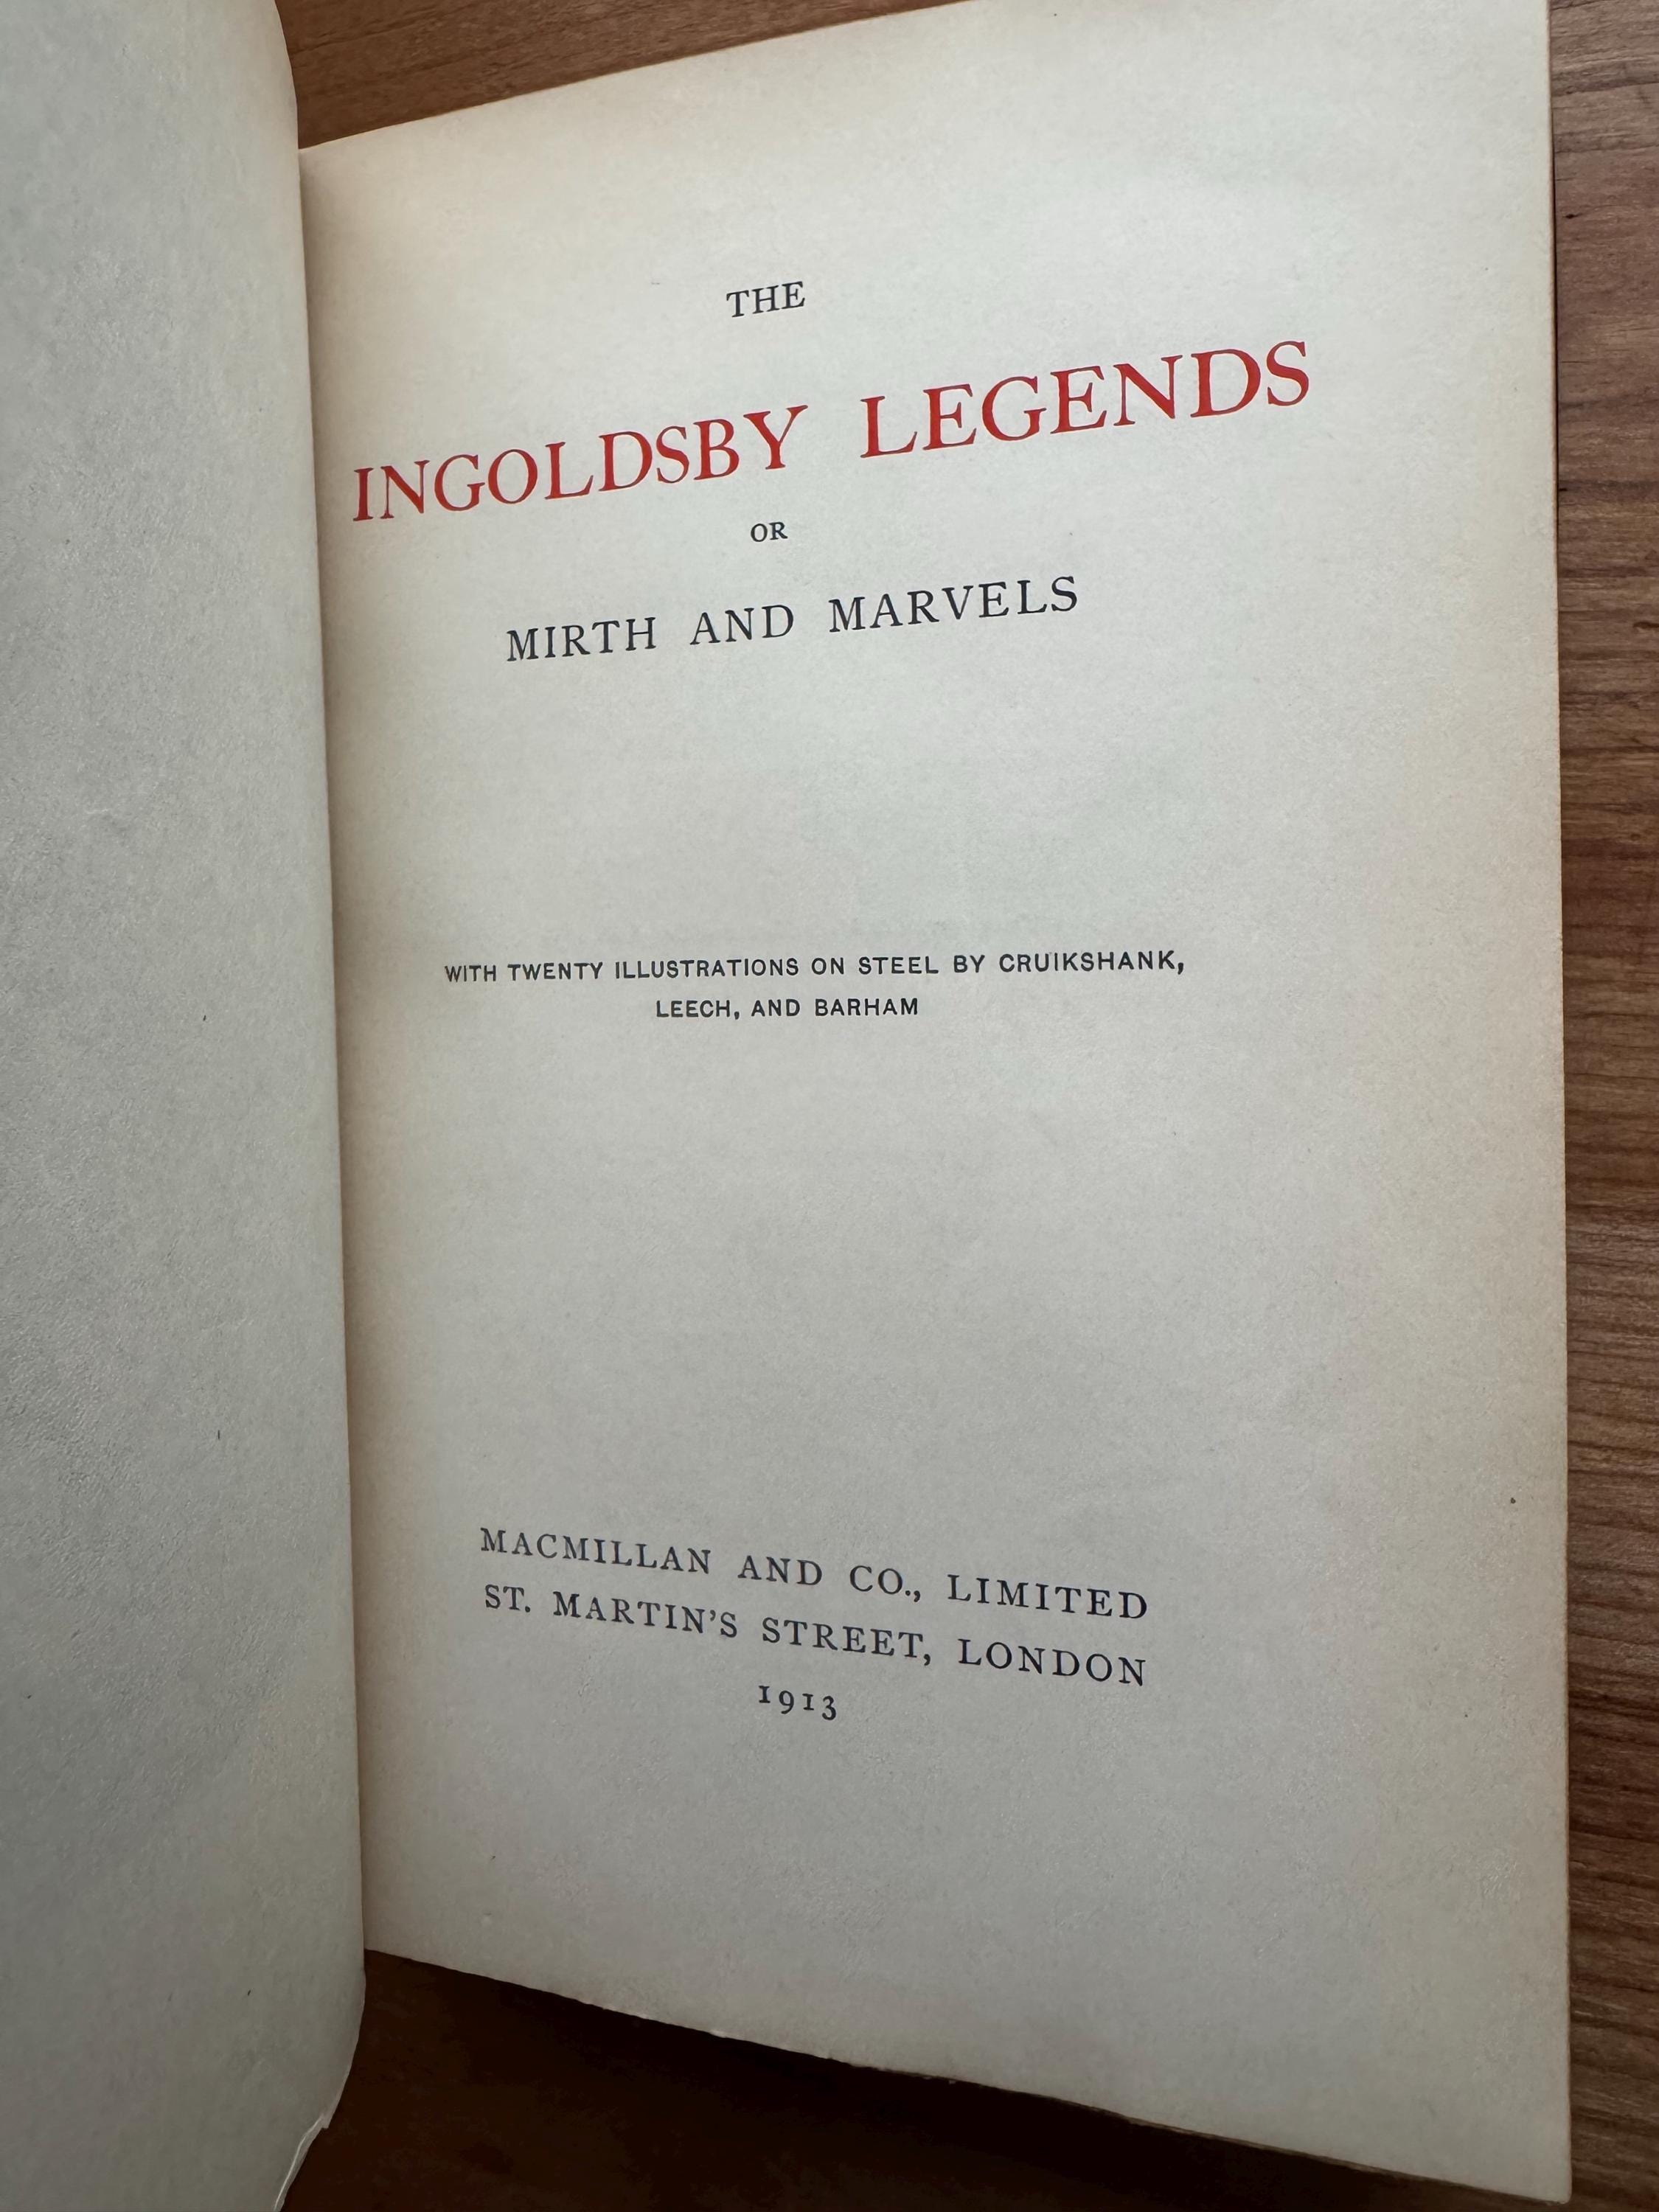 THE
INGOLDSBY LEGENDS
OR
MIRTH AND MARVELS
WITH TWENTY ILLUSTRATIONS ON STEEL BY CRUIKSHANK,
LEECH, AND BARHAM
MACMILLAN AND CO., LIMITED
ST. MARTIN'S STREET, LONDON
1913